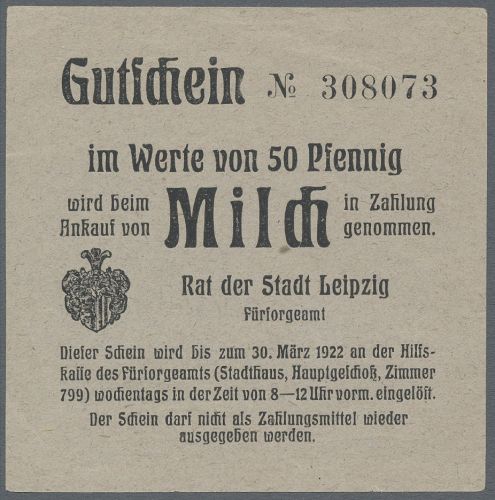 Gutschein № 308073
im Werte von 50 Pfennig
wird beim Milch in Zahlung
Ankauf von genommen.
Rat der Stadt Leipzig
Fürsorgeamt
Dieser Schein wird bis zum 30. März 1922 an der Hilfs-
kasse des Fürsorgeamts (Stadthaus, Hauptgeschoß, Zimmer
799) wochentags in der Zeit von 8—12 Uhr vorm. eingelöst.
Der Schein darf nicht als Zahlungsmittel wieder
ausgegeben werden.